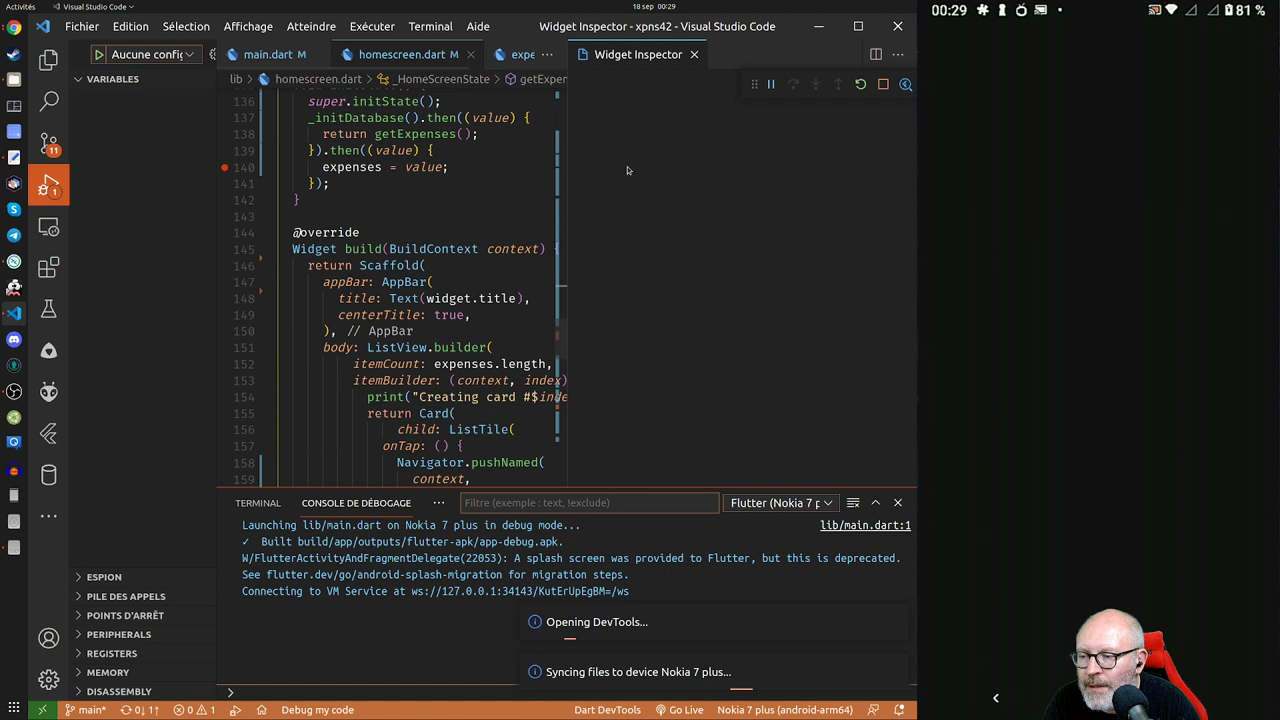 Activités
Visual Studio Code
18 sep 00:29
00:29
81 %
Fichier Edition Sélection Affichage Atteindre Exécuter Terminal Aide
Widget Inspector - xpns42 - Visual Studio Code
Aucune confi
main.dart M
homescreen.dart M
expe
Widget Inspector
VARIABLES
lib > homescreen.dart > _HomeScreenState > getExpen
136 super.initState();
137 _initDatabase().then((value) {
138 return getExpenses();
139 }).then((value) {
140 expenses = value;
141 });
142 }
143
144 @override
145 Widget build(BuildContext context) {
146 return Scaffold(
147 appBar: AppBar(
148 title: Text(widget.title),
149 centerTitle: true,
150 ), // AppBar
151 body: ListView.builder(
152 itemCount: expenses.length,
153 itemBuilder: (context, index)
154 print("Creating card #$inde
155 return Card(
156 child: ListTile(
157 onTap: () {
158 Navigator.pushNamed(
159 context,
11
1
TERMINAL CONSOLE DE DÉBOGAGE
Filtre (exemple : text, !exclude)
Flutter (Nokia 7 p
Launching lib/main.dart on Nokia 7 plus in debug mode...
lib/main.dart:1
✓ Built build/app/outputs/flutter-apk/app-debug.apk.
W/FlutterActivityAndFragmentDelegate(22053): A splash screen was provided to Flutter, but this is deprecated.
See flutter.dev/go/android-splash-migration for migration steps.
Connecting to VM Service at ws://127.0.0.1:34143/KutErUpEgBM=/ws
Opening DevTools...
Syncing files to device Nokia 7 plus...
ESPION
PILE DES APPELS
POINTS D'ARRÊT
PERIPHERALS
REGISTERS
MEMORY
DISASSEMBLY
main* 0↓ 1↑ 0 1 Debug my code
Dart DevTools Go Live Nokia 7 plus (android-arm64)